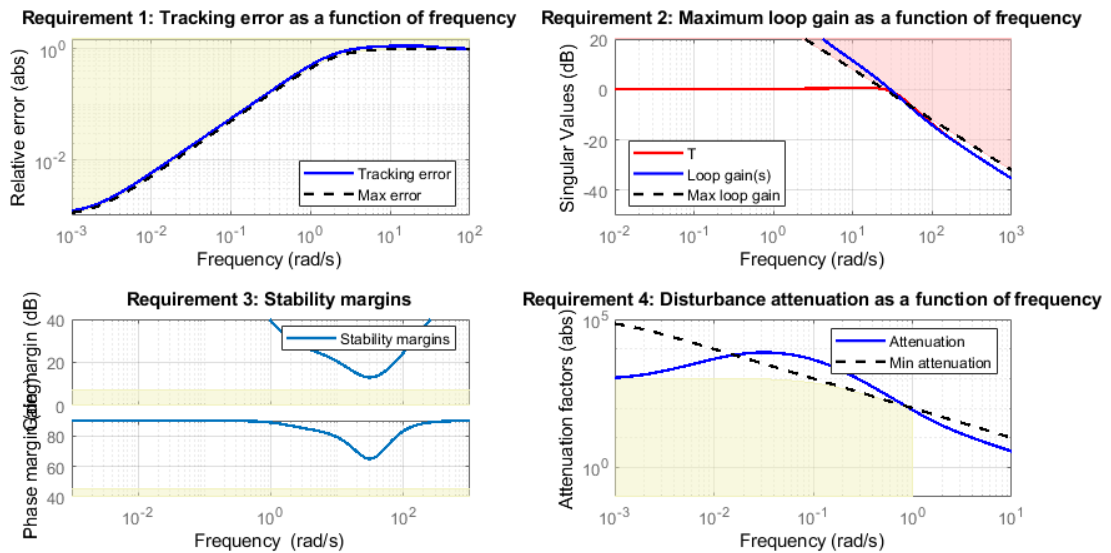 Requirement 1: Tracking error as a function of frequency
Relative error (abs)
10^0
10^-2
Tracking error
Max error
10^-3
10^-2
10^-1
10^0
10^1
10^2
Frequency (rad/s)
Requirement 2: Maximum loop gain as a function of frequency
Singular Values (dB)
20
0
-20
-40
T
Loop gain(s)
Max loop gain
10^-2
10^0
10^1
10^2
10^3
Frequency (rad/s)
Requirement 3: Stability margins
margin (dB)
40
20
0
Stability margins
Phase margin (deg)
80
60
40
10^-2
10^0
10^2
Frequency (rad/s)
Requirement 4: Disturbance attenuation as a function of frequency
Attenuation factors (abs)
10^5
10^0
Attenuation
Min attenuation
10^-3
10^-2
10^-1
10^0
10^1
Frequency (rad/s)